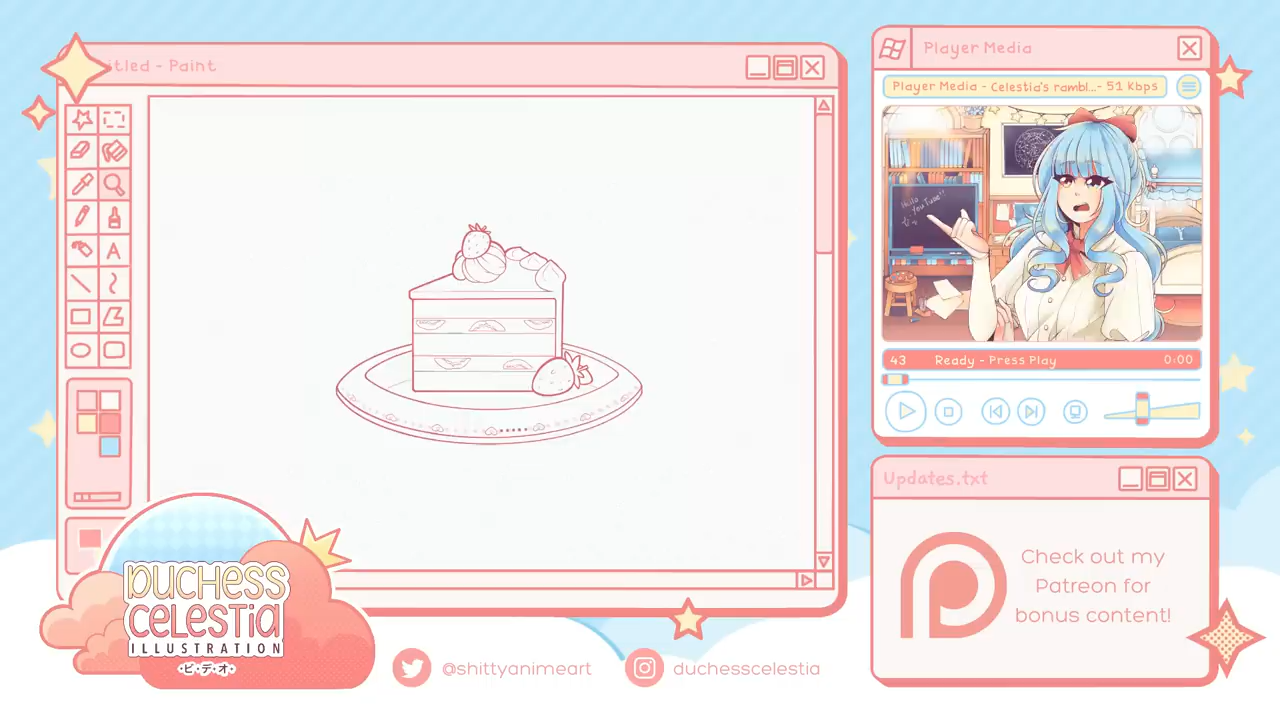 titled - Paint
A
Player Media
Player Media - Celestia's rambl...- 51 Kbps
Hello
YouTube!!
43 Ready - Press Play 0:00
Updates.txt
Check out my
Patreon for
bonus content!
DUCHESS
CELESTIA
ILLUSTRATION
·ビ·デ·オ·
@shittyanimeart
duchesscelestia